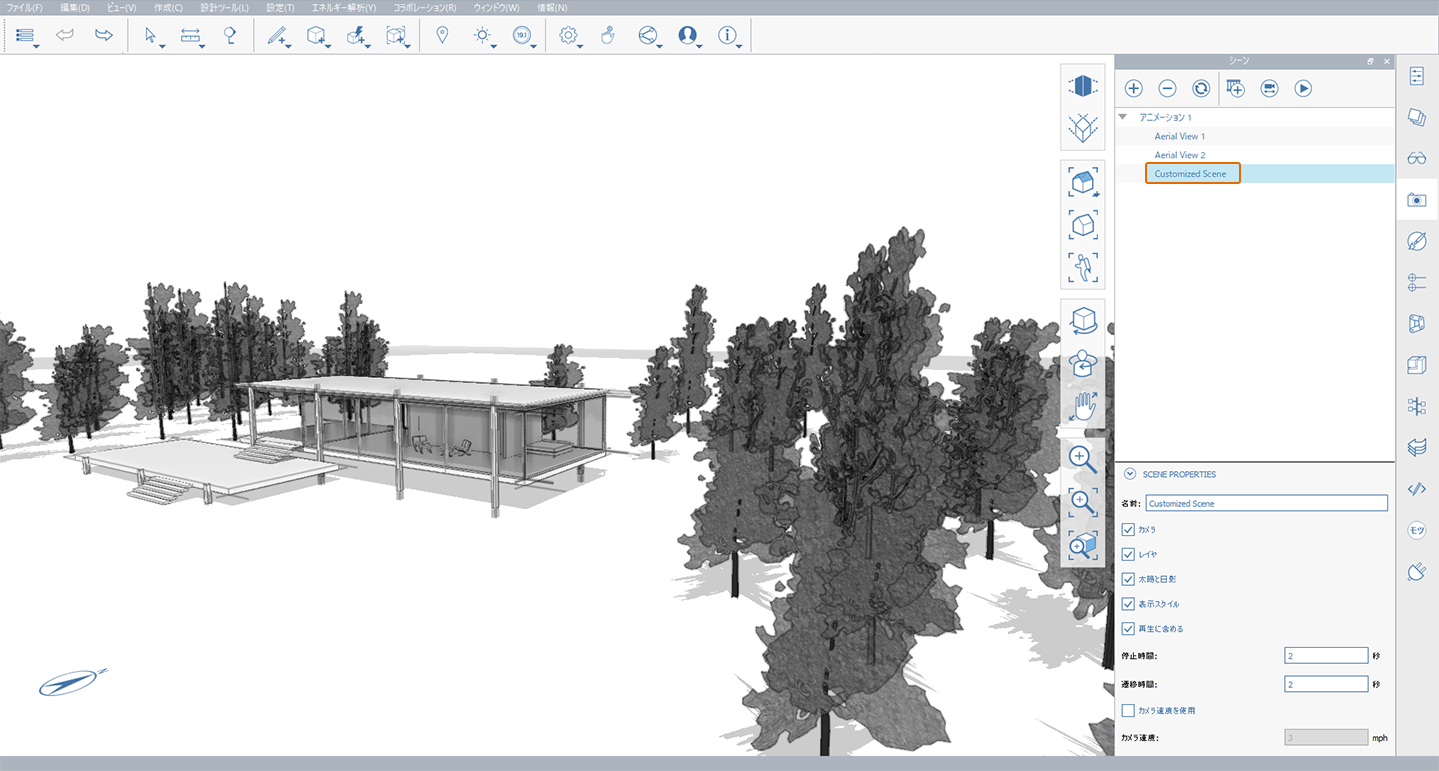 ファイル(F) 編集(D) ビュー(V) 作成(C) 設計ツール(L) 設定(T) エネルギー解析(Y) コラボレーション(R) ウィンドウ(W) 情報(N)
19.1
シーン
アニメーション 1
Aerial View 1
Aerial View 2
Customized Scene
SCENE PROPERTIES
名前: Customized Scene
カメラ
レイヤ
太陽と日影
表示スタイル
再生に含める
停止時間: 2 秒
遷移時間: 2 秒
カメラ速度を使用
カメラ速度: 3 mph
モツ
N